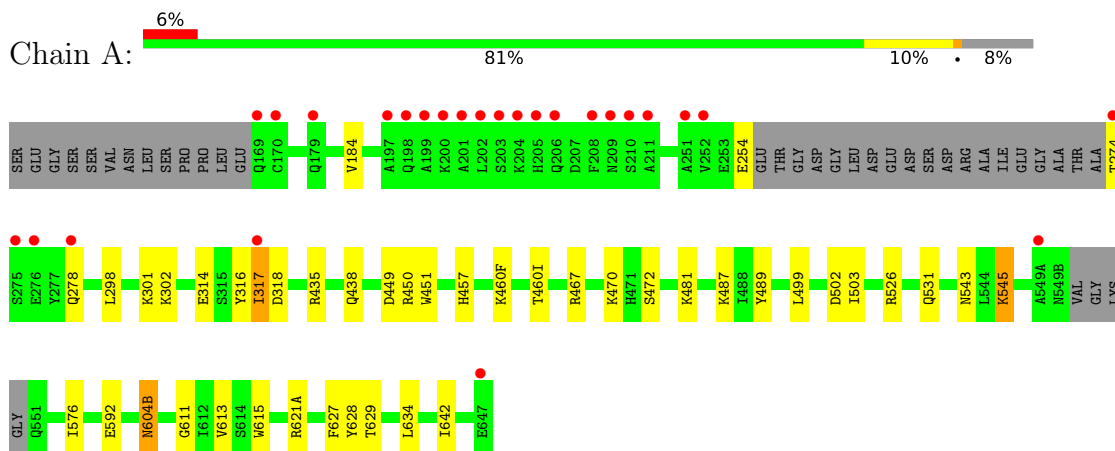 6%
Chain A:
81% 10% • 8%
SER GLU GLY SER SER VAL ASN LEU SER PRO PRO LEU GLU Q169 C170 Q179 V184 A197 Q198 A199 K200 A201 L202 S203 K204 H205 Q206 D207 F208 N209 S210 A211 A251 V252 E253 E254 GLU THR GLY ASP GLY LEU ASP GLU ASP SER ASP ARG ALA ILE GLU GLY ALA THR ALA T274
S275 E276 Y277 Q278 L298 K301 K302 E314 S315 Y316 I317 D318 R435 Q438 D449 R450 W451 H457 K460F T460I R467 K470 H471 S472 K481 K487 I488 Y489 L499 D502 I503 R526 Q531 N543 L544 K545 A549A N549B VAL GLY LYS
GLY Q551 I576 E592 N604B G611 I612 V613 S614 W615 R621A F627 Y628 T629 L634 I642 E647